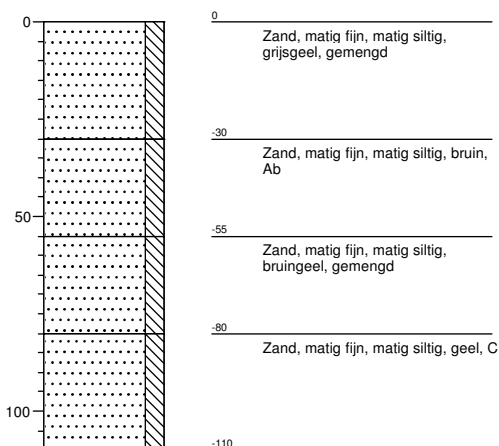 0
0
Zand, matig fijn, matig siltig,
grijsgeel, gemengd
-30
Zand, matig fijn, matig siltig, bruin,
Ab
50
-55
Zand, matig fijn, matig siltig,
bruingeel, gemengd
-80
Zand, matig fijn, matig siltig, geel, C
100
-110